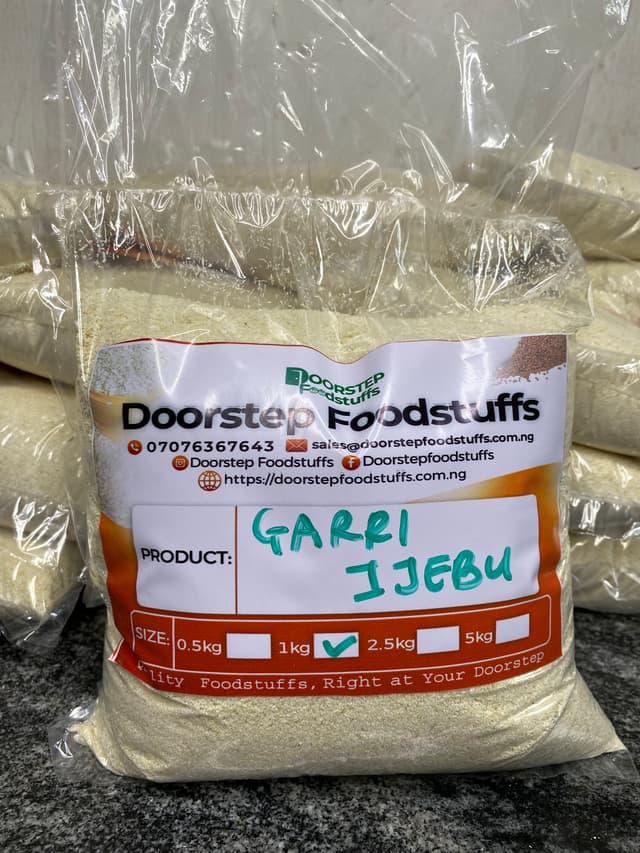 DOORSTEP
Foodstuffs
Doorstep Foodstuffs
07076367643 sales@doorstepfoodstuffs.com.ng
Doorstep Foodstuffs Doorstepfoodstuffs
https://doorstepfoodstuffs.com.ng
PRODUCT: GARRI
IJEBU
SIZE: 0.5kg 1kg ✓ 2.5kg 5kg
Foodstuffs, Right at Your Doorstep